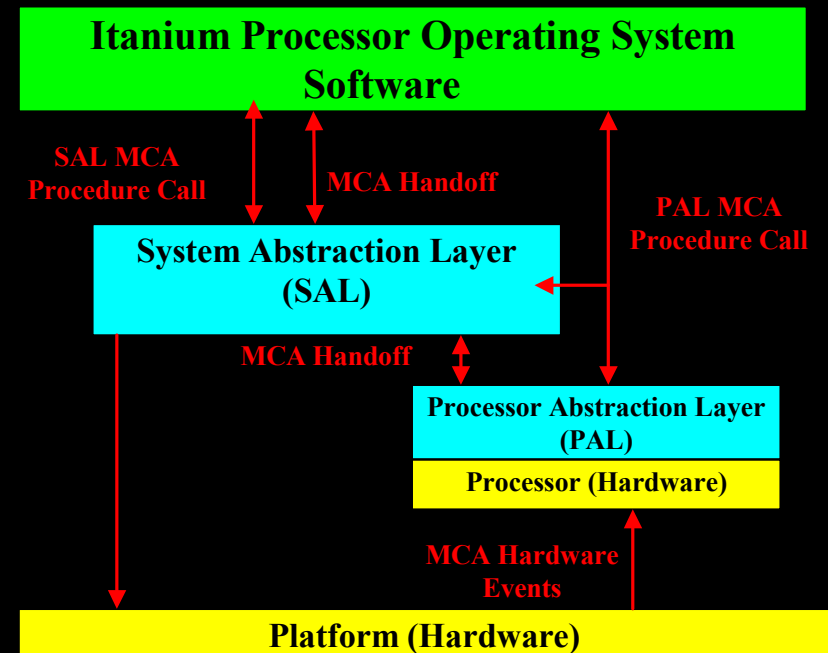 Itanium Processor Operating System
Software
SAL MCA
Procedure Call
MCA Handoff
PAL MCA
Procedure Call
System Abstraction Layer
(SAL)
MCA Handoff
Processor Abstraction Layer
(PAL)
Processor (Hardware)
MCA Hardware
Events
Platform (Hardware)